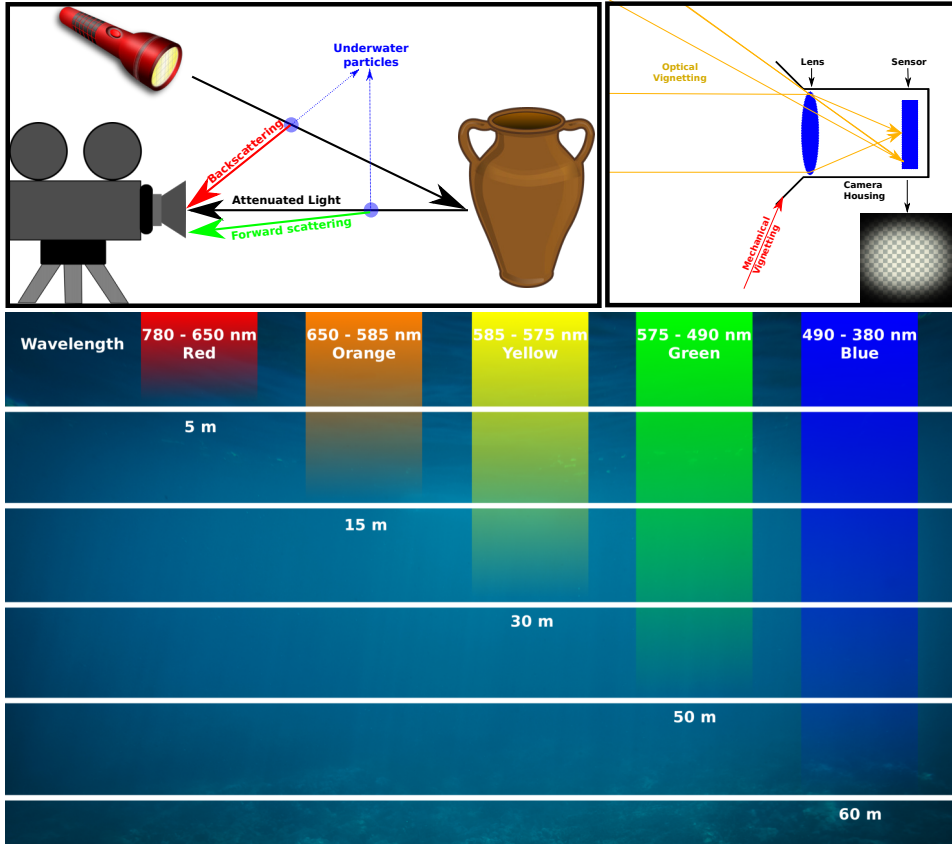 Underwater
particles
Backscattering
Attenuated Light
Forward scattering
Optical
Vignetting
Lens
Sensor
Camera
Housing
Mechanical
Vignetting
Wavelength
780 - 650 nm
Red
650 - 585 nm
Orange
585 - 575 nm
Yellow
575 - 490 nm
Green
490 - 380 nm
Blue
5 m
15 m
30 m
50 m
60 m